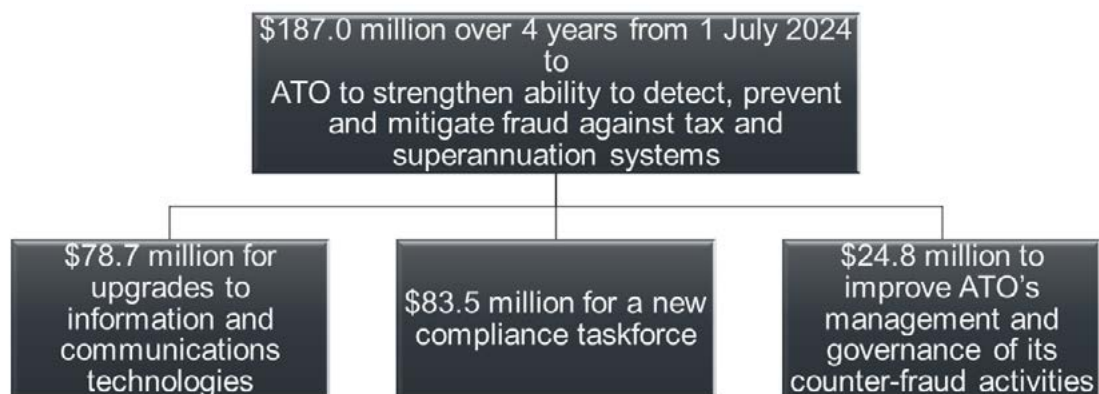 $187.0 million over 4 years from 1 July 2024
to
ATO to strengthen ability to detect, prevent
and mitigate fraud against tax and
superannuation systems
$78.7 million for
upgrades to
information and
communications
technologies
$83.5 million for a new
compliance taskforce
$24.8 million to
improve ATO's
management and
governance of its
counter-fraud activities